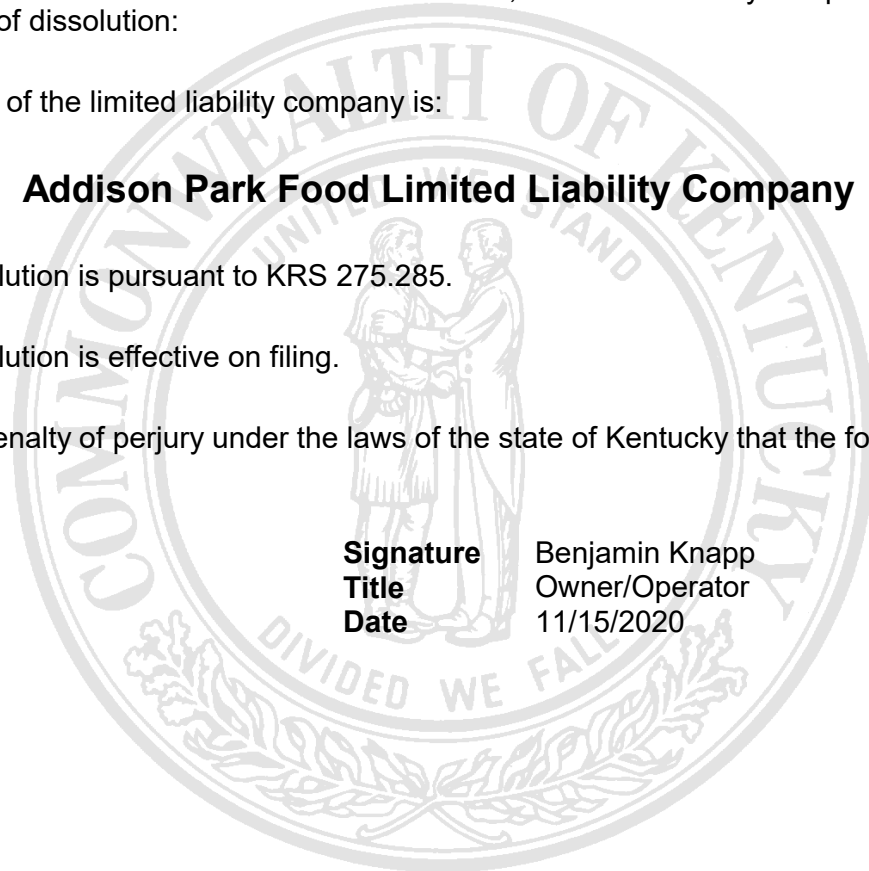 of dissolution:
of the limited liability company is:
Addison Park Food Limited Liability Company
lution is pursuant to KRS 275.285.
lution is effective on filing.
enalty of perjury under the laws of the state of Kentucky that the fo
Signature Benjamin Knapp
Title Owner/Operator
Date 11/15/2020
COMMONWEALTH OF KENTUCKY
UNITED WE STAND
DIVIDED WE FALL